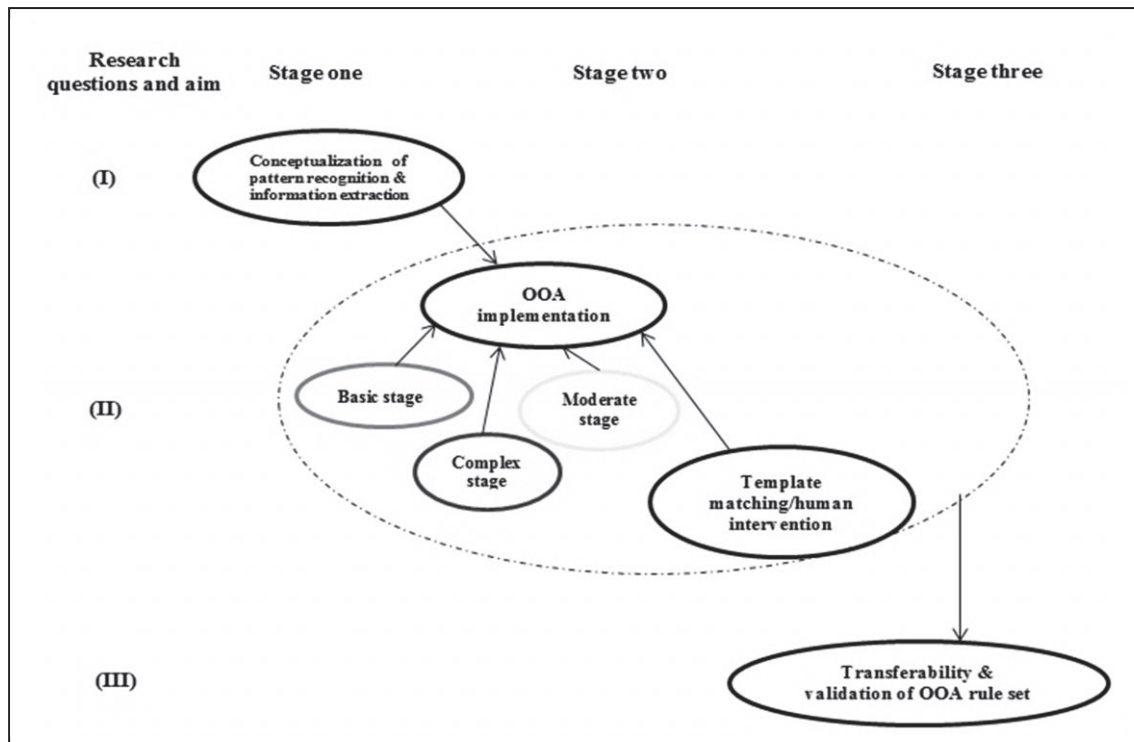 Research
questions and aim
Stage one
Stage two
Stage three
(I)
Conceptualization of
pattern recognition &
information extraction
OOA
implementation
(II)
Basic stage
Moderate
stage
Complex
stage
Template
matching/human
intervention
(III)
Transferability &
validation of OOA rule set